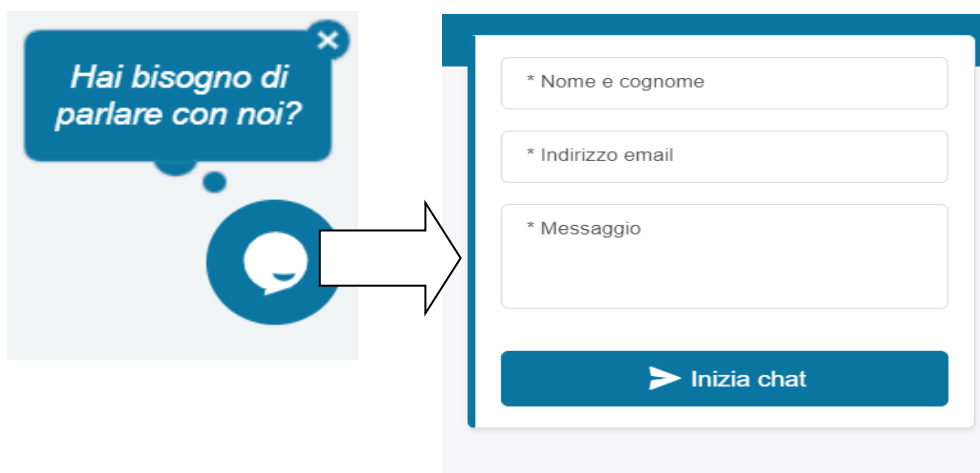 Hai bisogno di
parlare con noi?
* Nome e cognome
* Indirizzo email
* Messaggio
Inizia chat